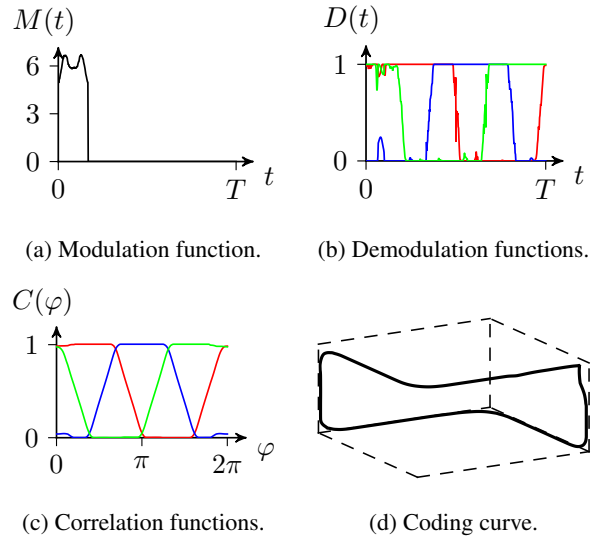 M(t)
6
3
0
0
T
t
(a) Modulation function.
D(t)
1
0
0
T
t
(b) Demodulation functions.
C(φ)
1
0
0
π
2π
φ
(c) Correlation functions.
(d) Coding curve.